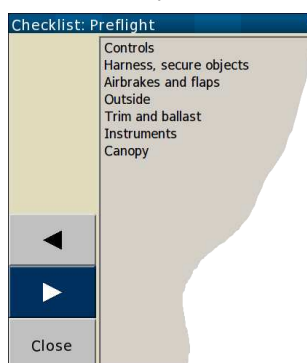 Checklist: Preflight
Controls
Harness, secure objects
Airbrakes and flaps
Outside
Trim and ballast
Instruments
Canopy
Close